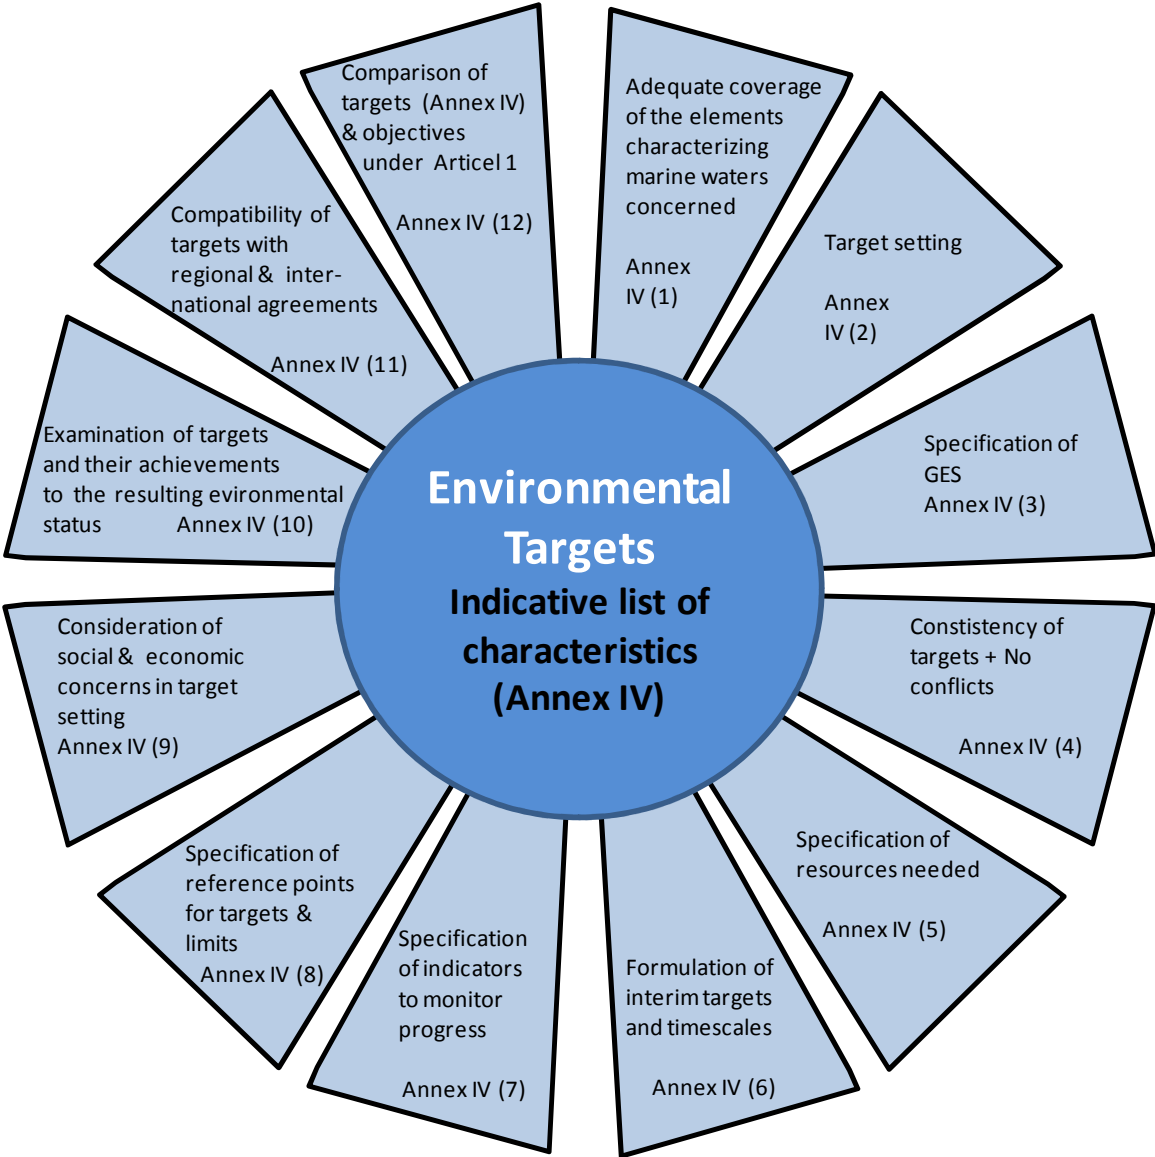 Environmental
Targets
Indicative list of
characteristics
(Annex IV)
Adequate coverage
of the elements
characterizing
marine waters
concerned
Annex
IV (1)
Target setting
Annex
IV (2)
Specification of
GES
Annex IV (3)
Constistency of
targets + No
conflicts
Annex IV (4)
Specification of
resources needed
Annex IV (5)
Formulation of
interim targets
and timescales
Annex IV (6)
Specification
of indicators
to monitor
progress
Annex IV (7)
Specification of
reference points
for targets &
limits
Annex IV (8)
Consideration of
social & economic
concerns in target
setting
Annex IV (9)
Examination of targets
and their achievements
to the resulting evironmental
status Annex IV (10)
Compatibility of
targets with
regional & inter-
national agreements
Annex IV (11)
Comparison of
targets (Annex IV)
& objectives
under Articel 1
Annex IV (12)